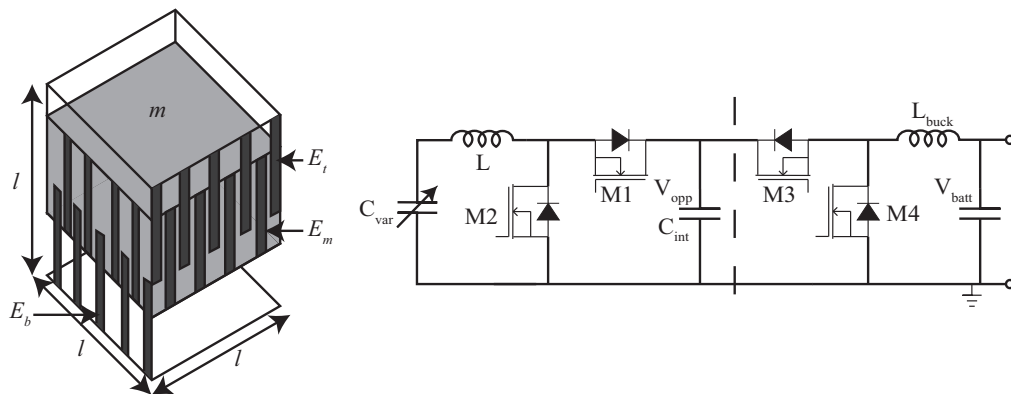 m
l
E_t
E_m
E_b
l
l
L
C_var
M2
M1
V_opp
C_int
M3
L_buck
M4
V_batt